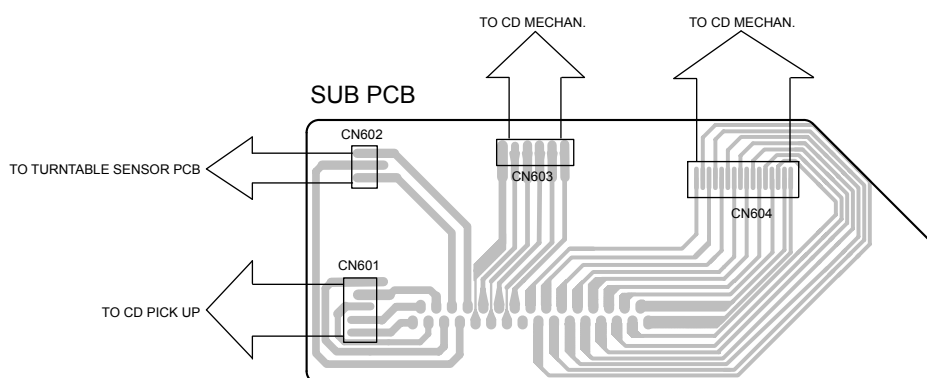 TO CD MECHAN.
TO CD MECHAN.
SUB PCB
CN602
TO TURNTABLE SENSOR PCB
CN603
CN604
CN601
TO CD PICK UP